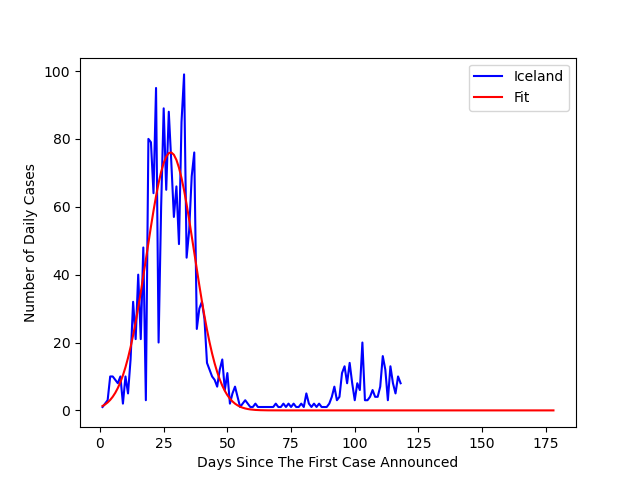 Iceland
Fit
100
80
60
40
20
0
Number of Daily Cases
0 25 50 75 100 125 150 175
Days Since The First Case Announced